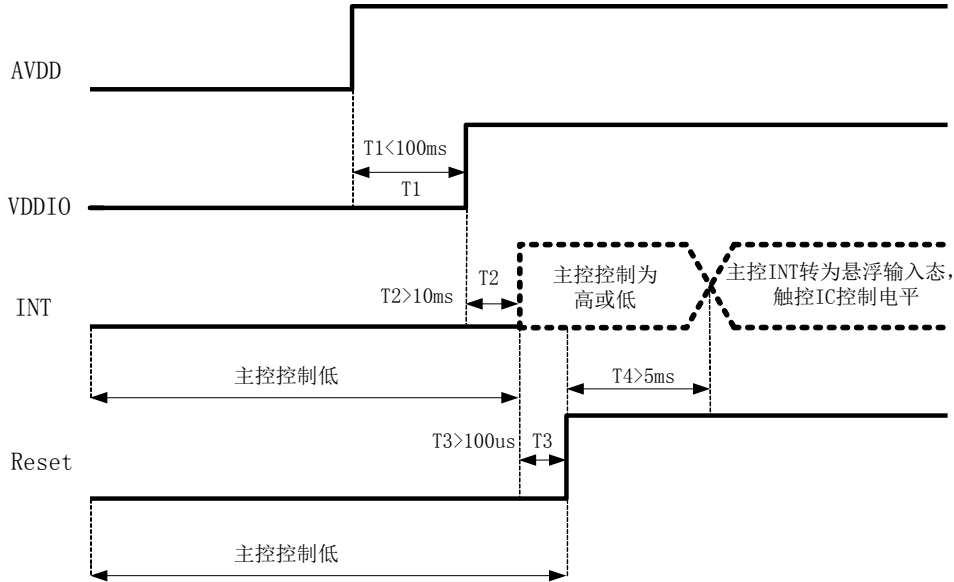 AVDD
T1<100ms
T1
VDDIO
T2
T2>10ms
主控控制为
高或低
主控INT转为悬浮输入态，
触控IC控制电平
INT
主控控制低
T4>5ms
T3>100us
T3
Reset
主控控制低